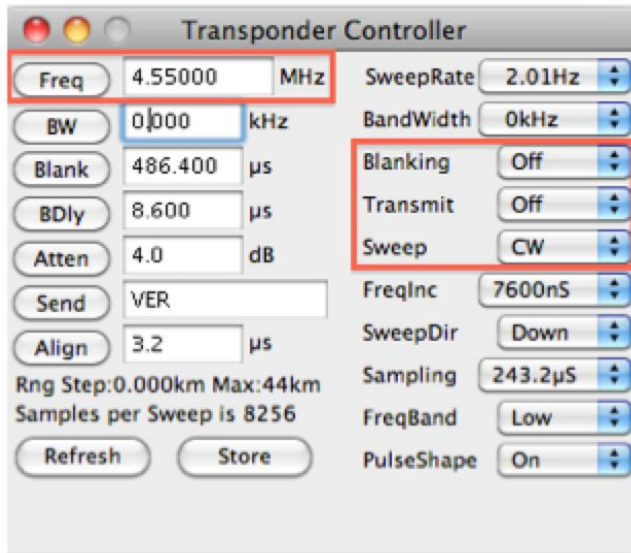 Transponder Controller
Freq 4.55000 MHz SweepRate 2.01Hz
BW 0.000 kHz BandWidth 0kHz
Blank 486.400 µs Blanking Off
BDly 8.600 µs Transmit Off
Atten 4.0 dB Sweep CW
Send VER FreqInc 7600nS
Align 3.2 µs SweepDir Down
Rng Step:0.000km Max:44km Sampling 243.2µS
Samples per Sweep is 8256 FreqBand Low
Refresh Store PulseShape On